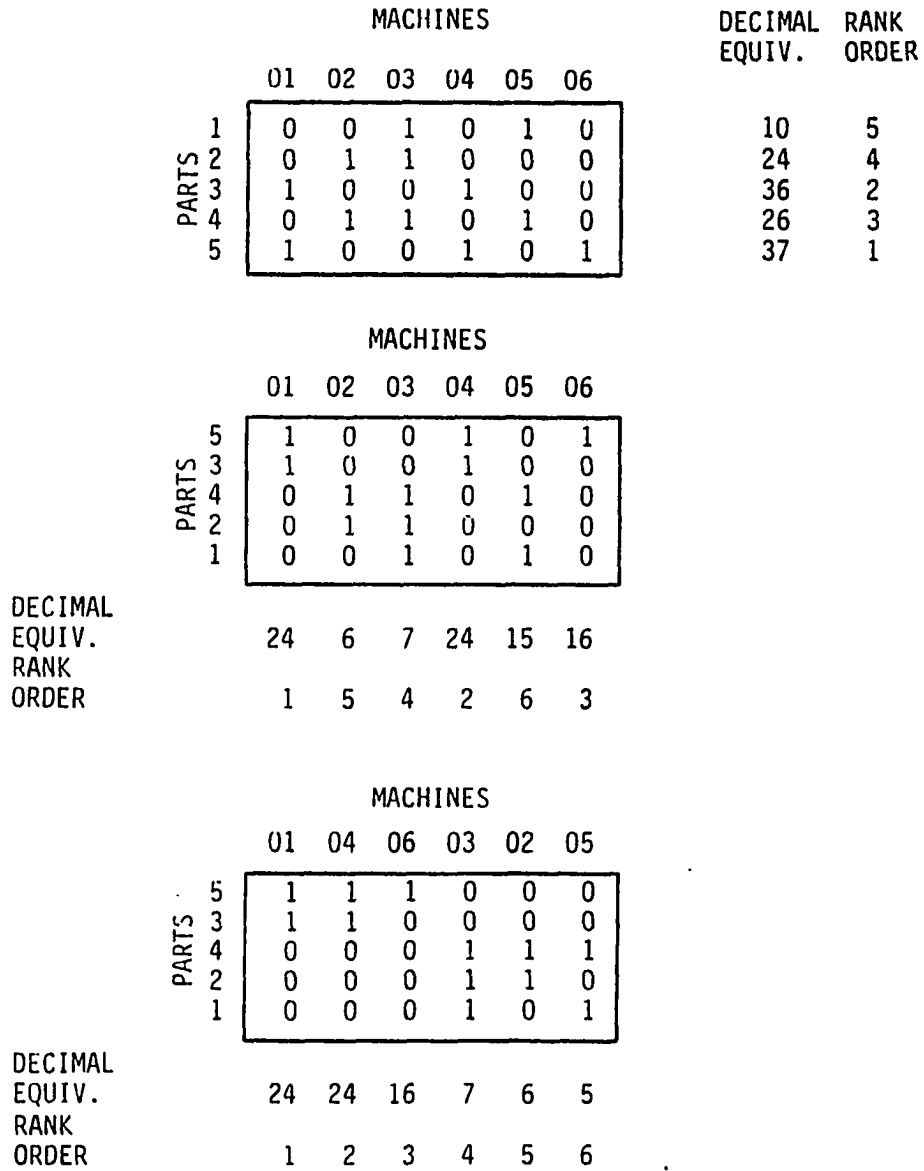 MACHINES DECIMAL RANK
EQUIV. ORDER
01 02 03 04 05 06
1 0 0 1 0 1 0 10 5
2 0 1 1 0 0 0 24 4
PARTS
3 1 0 0 1 0 0 36 2
4 0 1 1 0 1 0 26 3
5 1 0 0 1 0 1 37 1
MACHINES
01 02 03 04 05 06
5 1 0 0 1 0 1
3 1 0 0 1 0 0
PARTS
4 0 1 1 0 1 0
2 0 1 1 0 0 0
1 0 0 1 0 1 0
DECIMAL
EQUIV. 24 6 7 24 15 16
RANK
ORDER 1 5 4 2 6 3
MACHINES
01 04 06 03 02 05
5 1 1 1 0 0 0
3 1 1 0 0 0 0
PARTS
4 0 0 0 1 1 1
2 0 0 0 1 1 0
1 0 0 0 1 0 1
DECIMAL
EQUIV. 24 24 16 7 6 5
RANK
ORDER 1 2 3 4 5 6